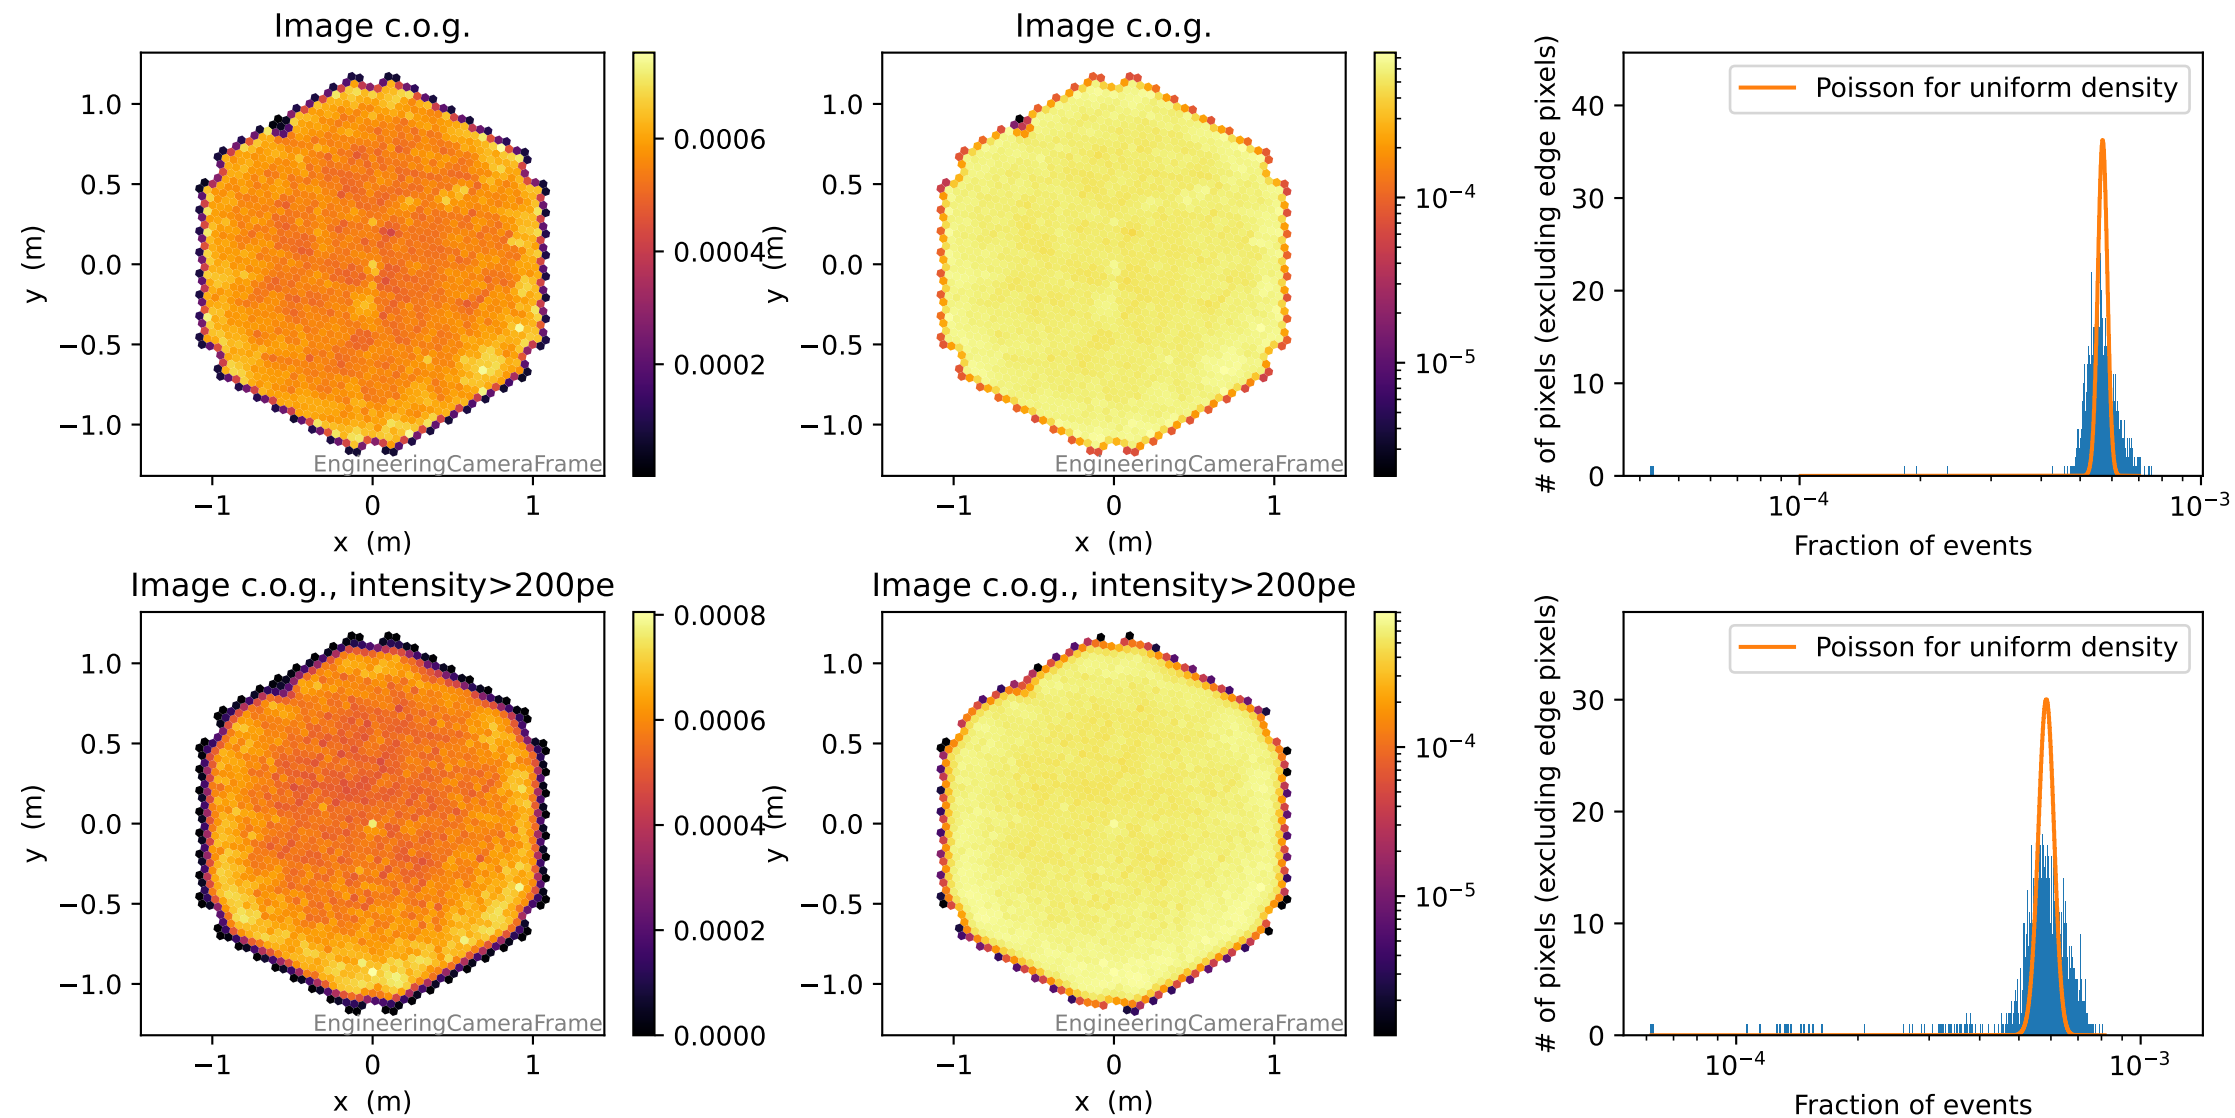 Image c.o.g.
1.0
0.5
0.0
−0.5
−1.0
y (m)
−1
0
1
x (m)
EngineeringCameraFrame
0.0006
0.0004
0.0002
Image c.o.g.
1.0
0.5
0.0
−0.5
−1.0
y (m)
−1
0
1
x (m)
EngineeringCameraFrame
10⁻⁴
10⁻⁵
# of pixels (excluding edge pixels)
40
30
20
10
0
Poisson for uniform density
10⁻⁴
10⁻³
Fraction of events
Image c.o.g., intensity>200pe
1.0
0.5
0.0
−0.5
−1.0
y (m)
−1
0
1
x (m)
EngineeringCameraFrame
0.0008
0.0006
0.0004
0.0002
0.0000
Image c.o.g., intensity>200pe
1.0
0.5
0.0
−0.5
−1.0
y (m)
−1
0
1
x (m)
EngineeringCameraFrame
10⁻⁴
10⁻⁵
# of pixels (excluding edge pixels)
30
20
10
0
Poisson for uniform density
10⁻⁴
10⁻³
Fraction of events